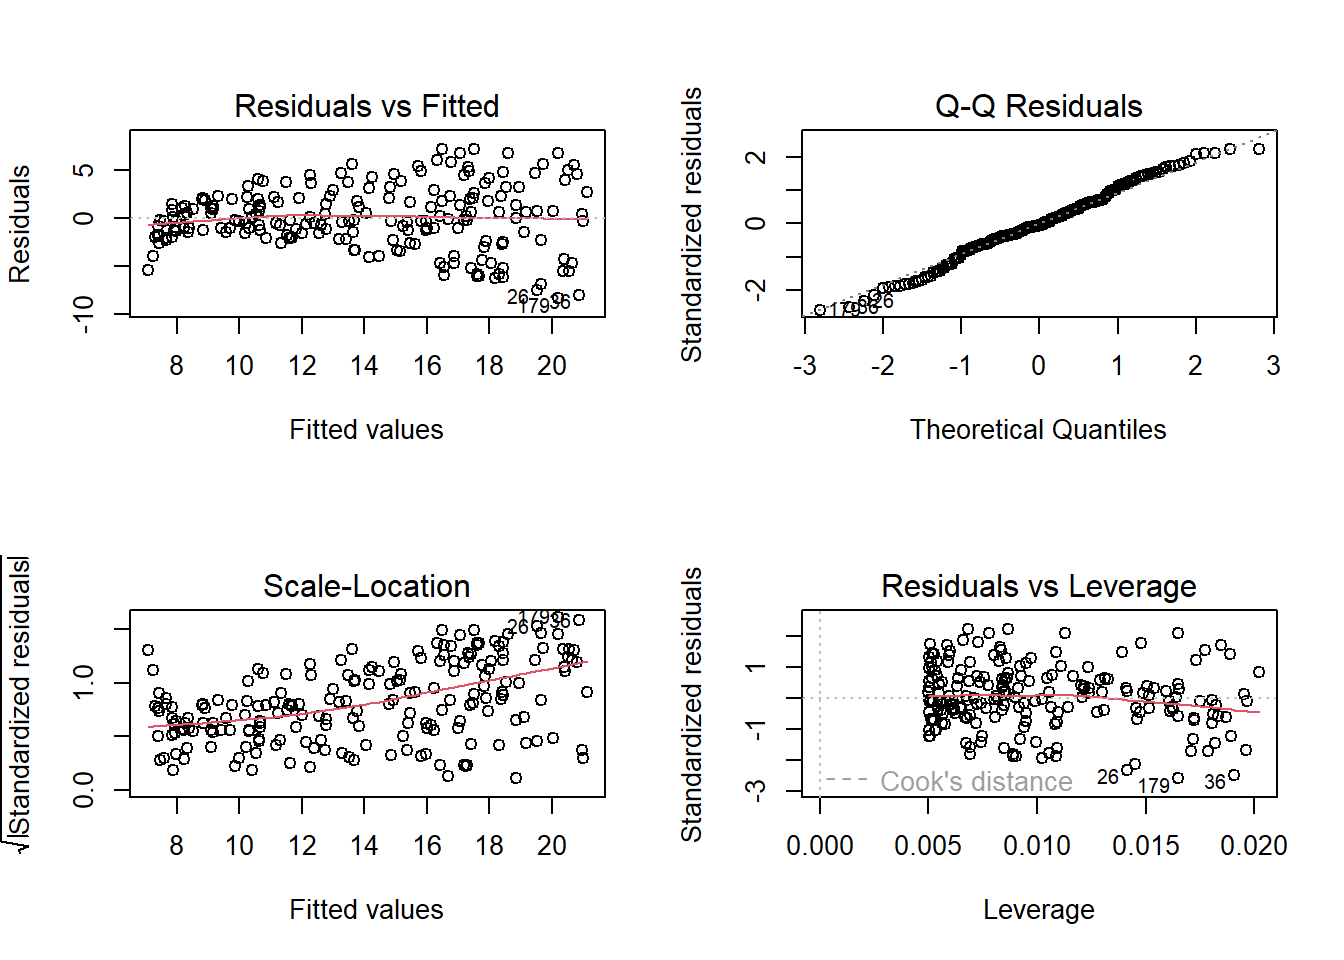 Residuals vs Fitted
Residuals
5
0
-10
26
179
36
8 10 12 14 16 18 20
Fitted values
Q-Q Residuals
Standardized residuals
2
0
-2
179
36
26
-3 -2 -1 0 1 2 3
Theoretical Quantiles
Scale-Location
√|Standardized residuals|
1.0
0.0
179
26
36
8 10 12 14 16 18 20
Fitted values
Residuals vs Leverage
Standardized residuals
1
-1
-3
26
179
36
Cook's distance
0.000 0.005 0.010 0.015 0.020
Leverage